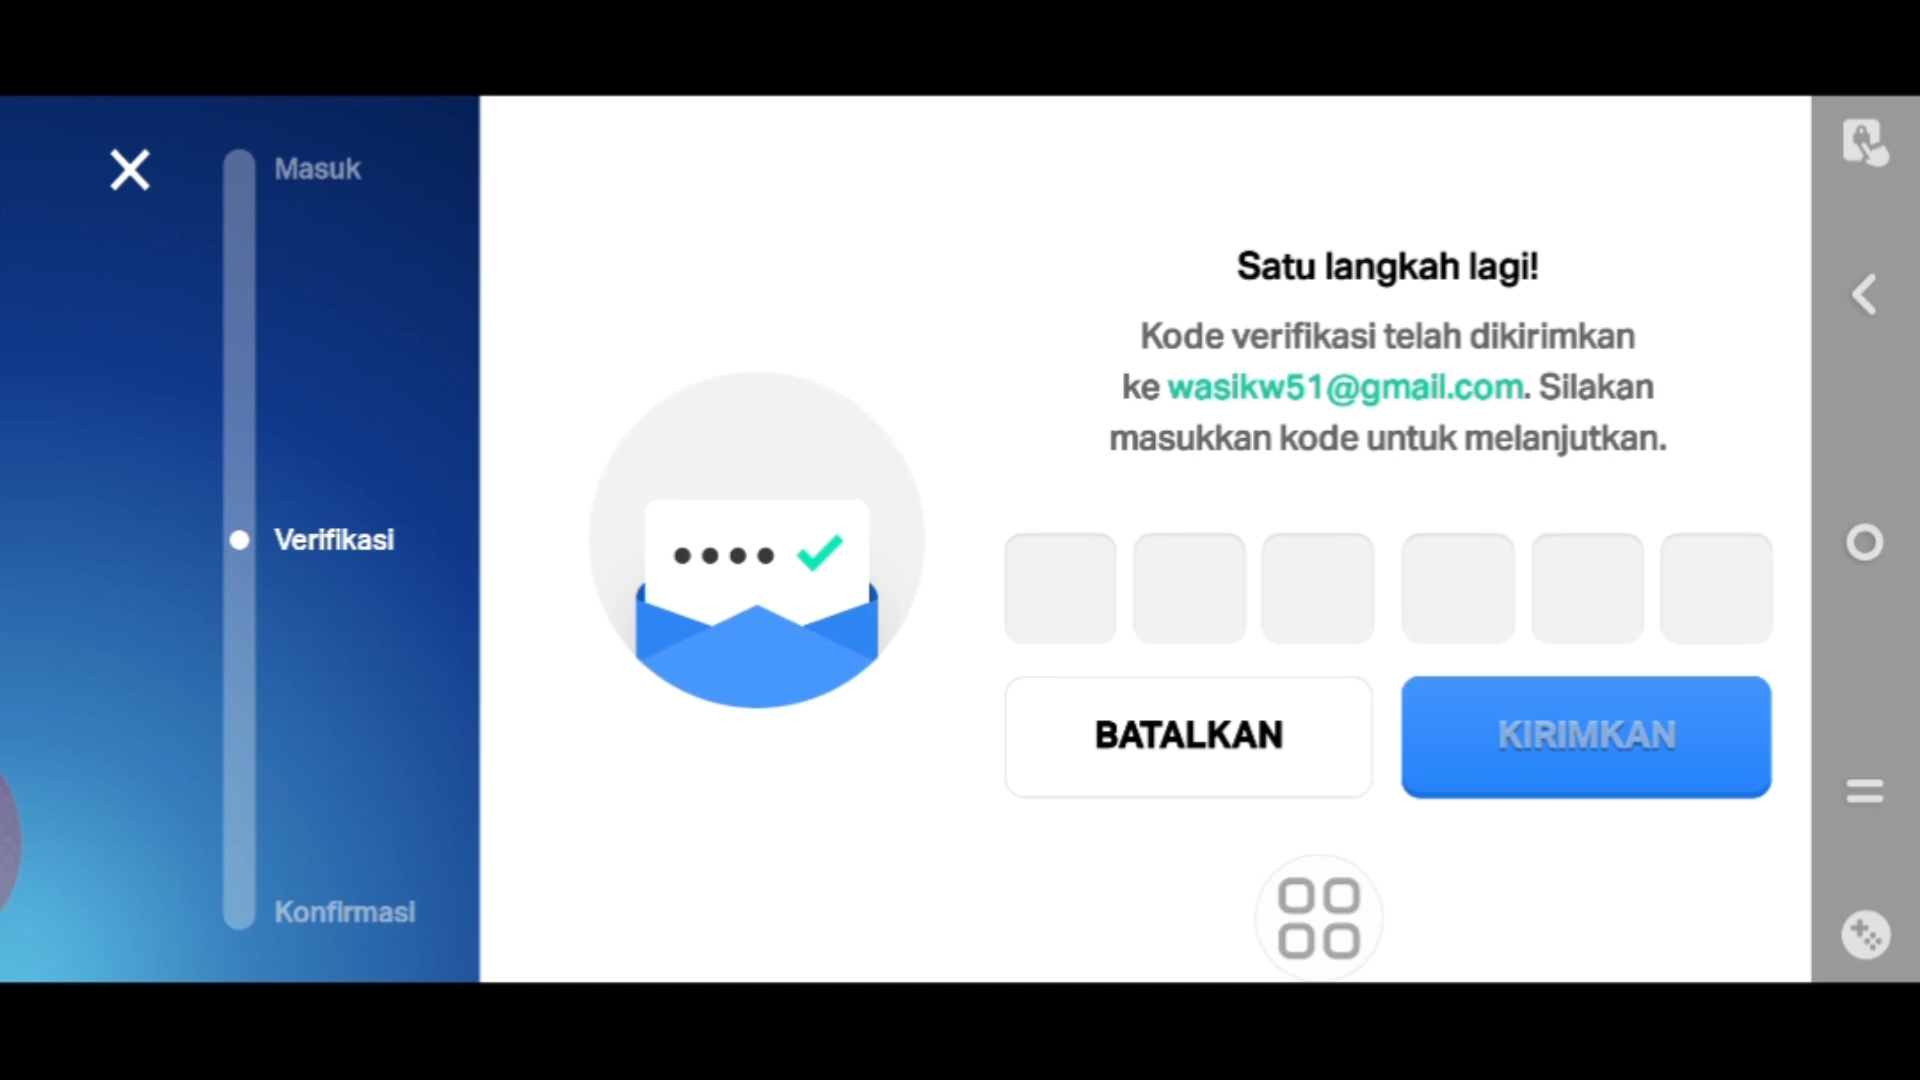 Masuk
Verifikasi
Konfirmasi
Satu langkah lagi!
Kode verifikasi telah dikirimkan
ke wasikw51@gmail.com. Silakan
masukkan kode untuk melanjutkan.
BATALKAN
KIRIMKAN